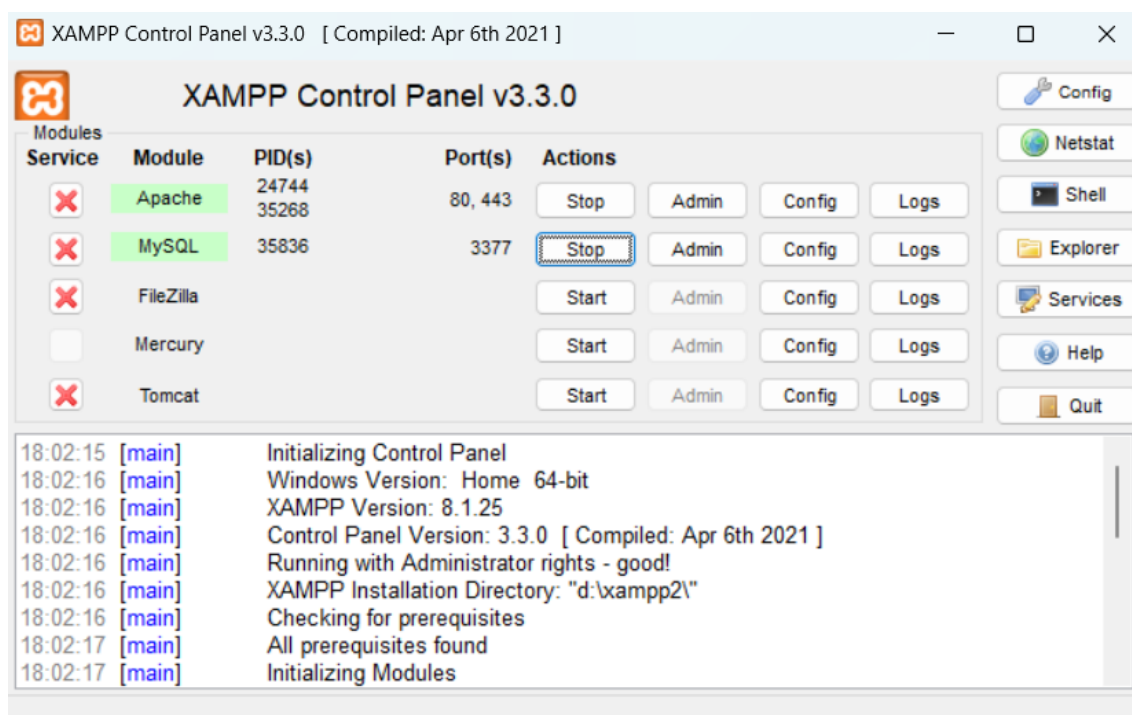 XAMPP Control Panel v3.3.0 [ Compiled: Apr 6th 2021 ]
XAMPP Control Panel v3.3.0
Config
Modules
Service Module PID(s) Port(s) Actions
Netstat
Apache 24744 35268 80, 443 Stop Admin Config Logs
Shell
MySQL 35836 3377 Stop Admin Config Logs
Explorer
FileZilla Start Admin Config Logs
Services
Mercury Start Admin Config Logs
Help
Tomcat Start Admin Config Logs
Quit
18:02:15 [main] Initializing Control Panel
18:02:16 [main] Windows Version: Home 64-bit
18:02:16 [main] XAMPP Version: 8.1.25
18:02:16 [main] Control Panel Version: 3.3.0 [ Compiled: Apr 6th 2021 ]
18:02:16 [main] Running with Administrator rights - good!
18:02:16 [main] XAMPP Installation Directory: "d:\xampp2\"
18:02:16 [main] Checking for prerequisites
18:02:17 [main] All prerequisites found
18:02:17 [main] Initializing Modules